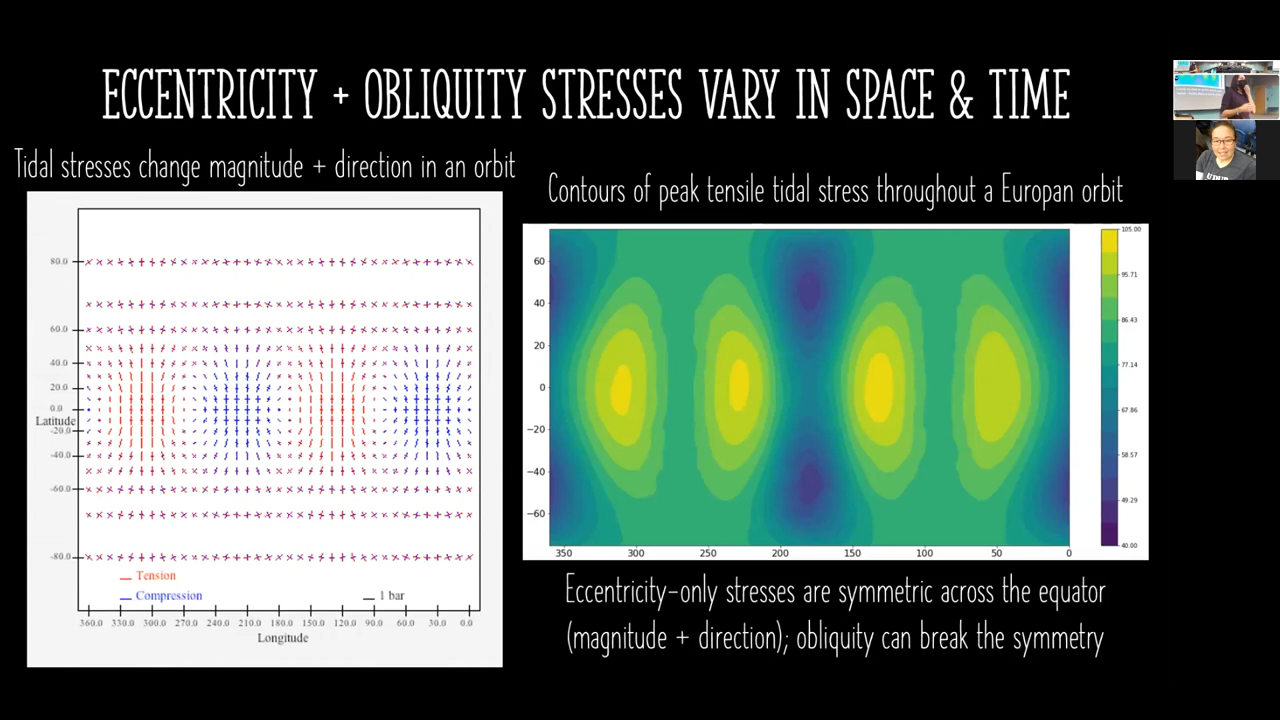 ECCENTRICITY + OBLIQUITY STRESSES VARY IN SPACE & TIME
Tidal stresses change magnitude + direction in an orbit
80.0
60.0
40.0
20.0
0.0
Latitude
-20.0
-40.0
-60.0
-80.0
Tension
Compression
1 bar
360.0 330.0 300.0 270.0 240.0 210.0 180.0 150.0 120.0 90.0 60.0 30.0 0.0
Longitude
Contours of peak tensile tidal stress throughout a Europan orbit
60
40
20
0
−20
−40
−60
350 300 250 200 150 100 50 0
105.00
95.71
86.43
77.14
67.86
58.57
49.29
40.00
Eccentricity-only stresses are symmetric across the equator
(magnitude + direction); obliquity can break the symmetry